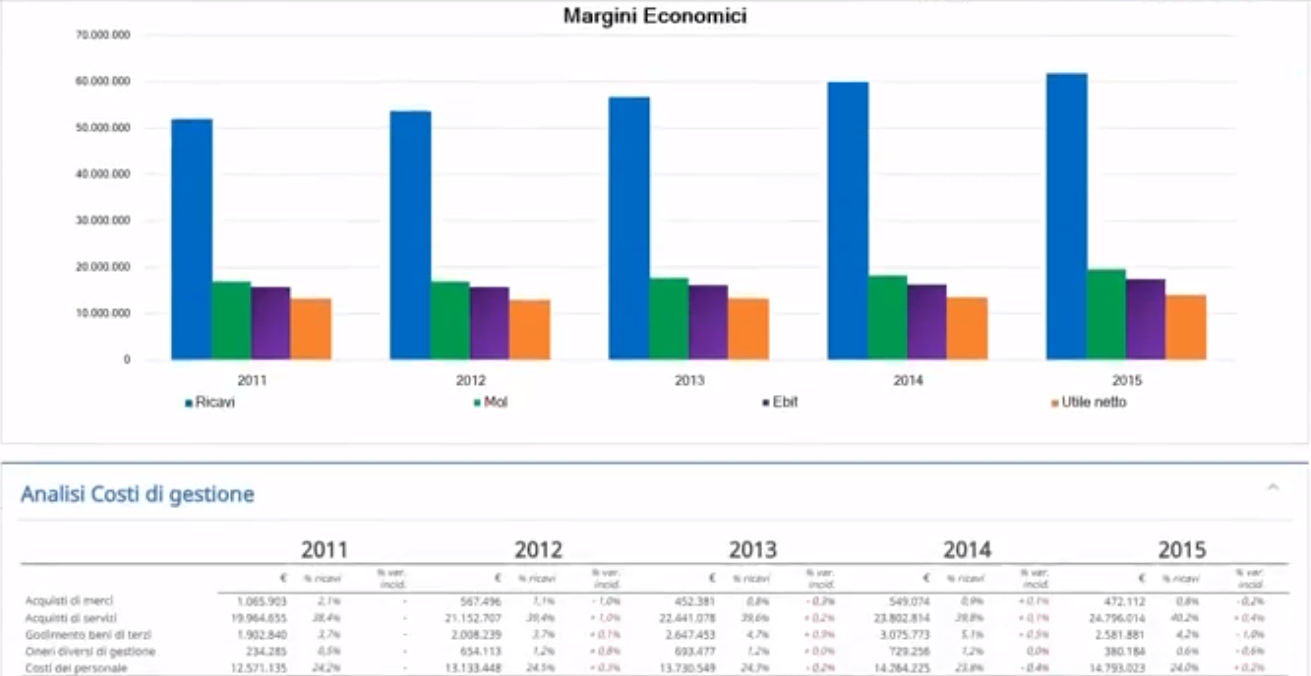 Margini Economici
70.000.000
60.000.000
50.000.000
40.000.000
30.000.000
20.000.000
10.000.000
0
2011 2012 2013 2014 2015
Ricavi Mol Ebit Utile netto
Analisi Costi di gestione
2011 2012 2013 2014 2015
€ % ricavi % var. incid. € % ricavi % var. incid. € % ricavi % var. incid. € % ricavi % var. incid. € % ricavi % var. incid.
Acquisti di merci 1.065.903 2,1% - 567.496 1,1% - 1,0% 452.381 0,8% - 0,3% 549.074 0,9% + 0,1% 472.112 0,8% - 0,2%
Acquisti di servizi 19.964.655 38,4% - 21.152.707 39,4% + 1,0% 22.441.078 39,6% + 0,2% 23.802.814 39,8% + 0,1% 24.796.014 40,2% + 0,4%
Godimento beni di terzi 1.902.840 3,7% - 2.008.239 3,7% + 0,1% 2.647.453 4,7% + 0,9% 3.075.773 5,1% + 0,5% 2.581.881 4,2% - 1,0%
Oneri diversi di gestione 234.285 0,5% - 654.113 1,2% + 0,8% 693.477 1,2% + 0,0% 729.256 1,2% 0,0% 380.184 0,6% - 0,6%
Costi del personale 12.571.135 24,2% - 13.133.448 24,5% + 0,3% 13.730.549 24,3% - 0,2% 14.264.225 23,8% - 0,4% 14.793.023 24,0% + 0,2%